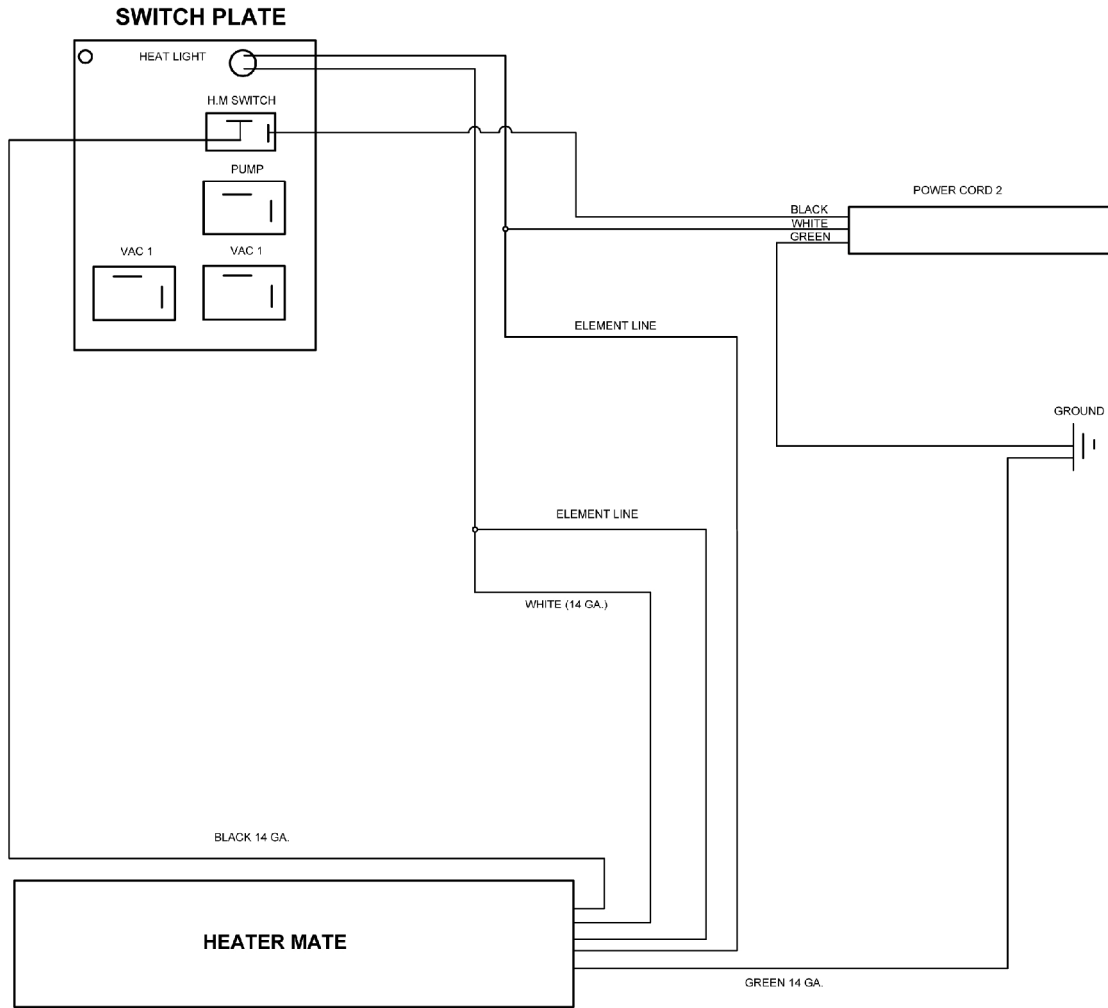 SWITCH PLATE
HEAT LIGHT
H.M SWITCH
PUMP
VAC 1
VAC 1
POWER CORD 2
BLACK
WHITE
GREEN
ELEMENT LINE
GROUND
ELEMENT LINE
WHITE (14 GA.)
BLACK 14 GA.
HEATER MATE
GREEN 14 GA.